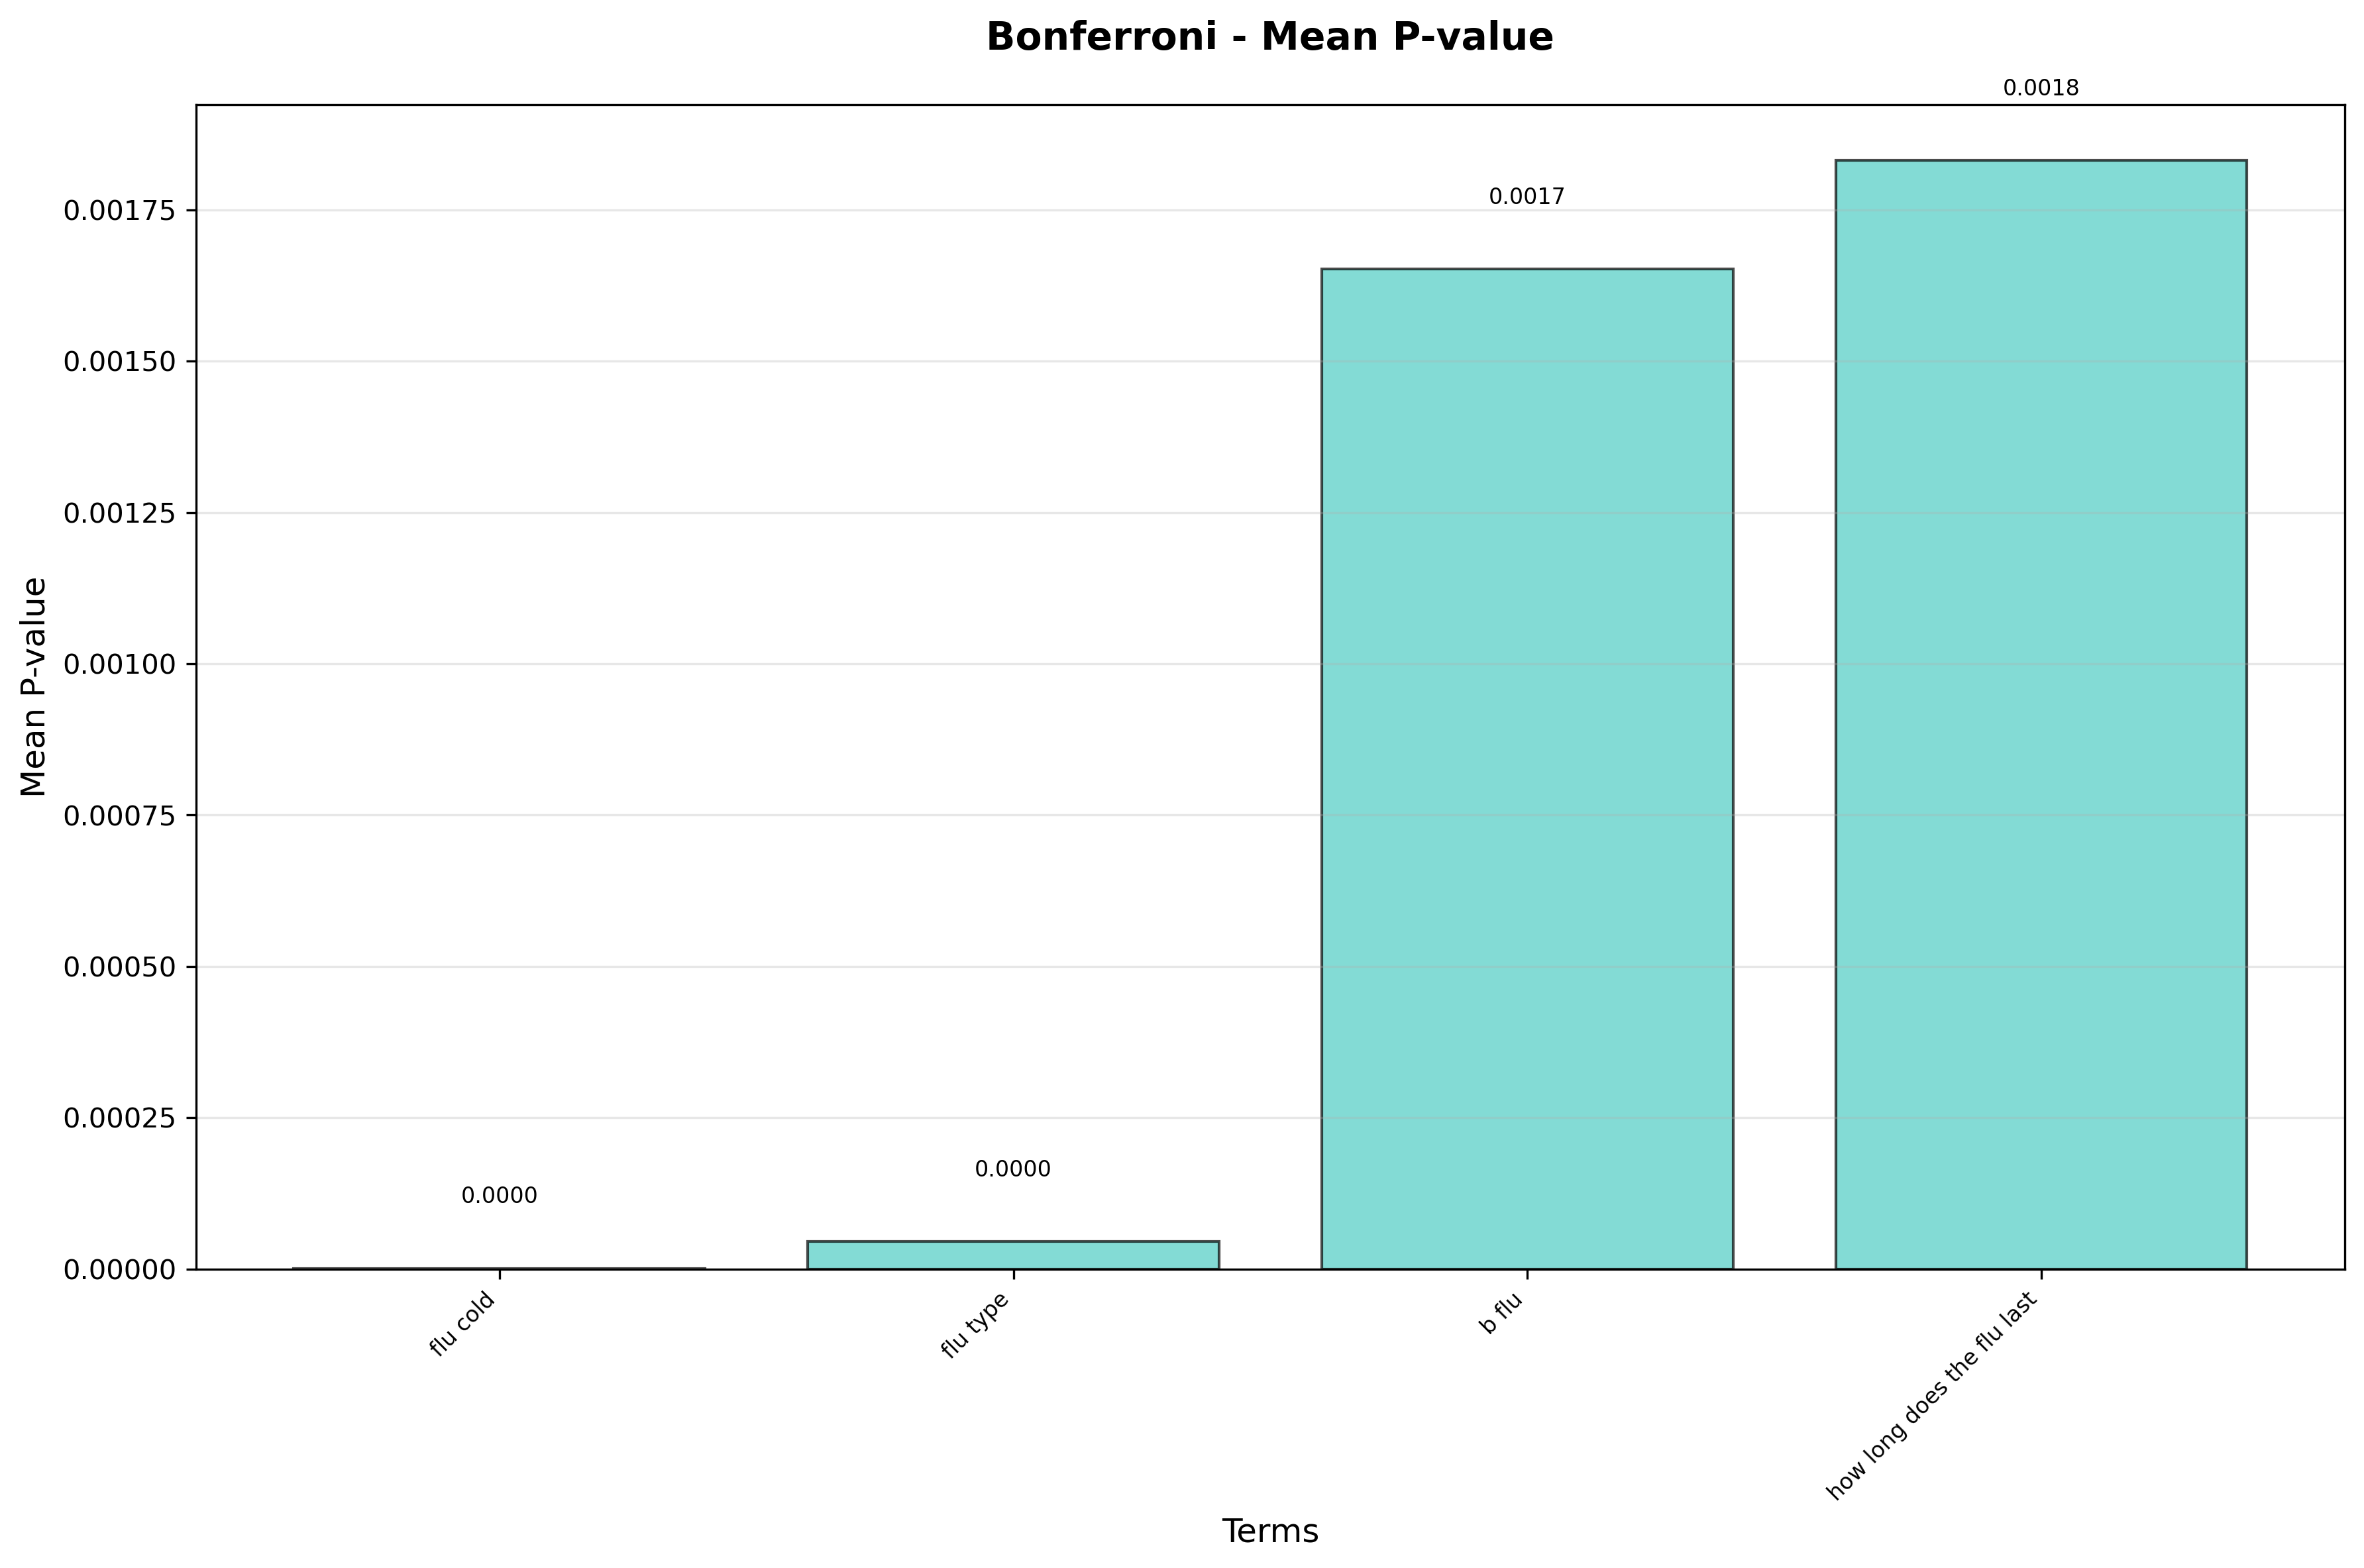 Bonferroni - Mean P-value
0.0018
0.0017
0.0000
0.0000
0.00175
0.00150
0.00125
0.00100
0.00075
0.00050
0.00025
0.00000
Mean P-value
flu cold
flu type
b flu
how long does the flu last
Terms